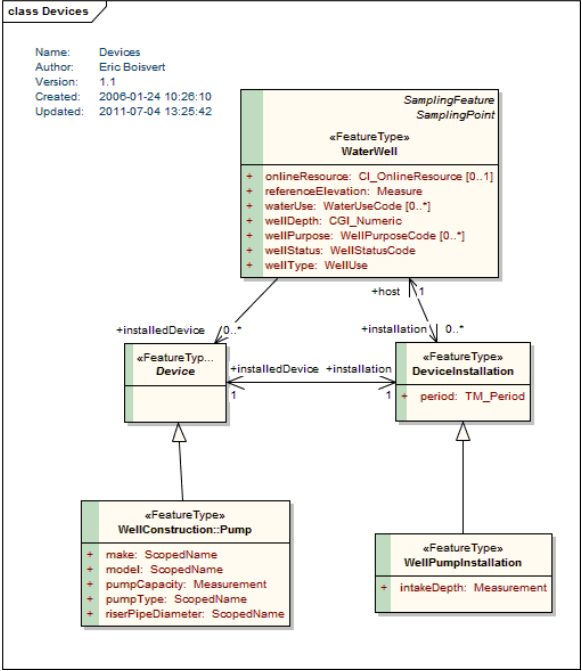 class Devices
Name: Devices
Author: Eric Boisvert
Version: 1.1
Created: 2006-01-24 10:26:10
Updated: 2011-07-04 13:25:42
SamplingFeature
SamplingPoint
«FeatureType»
WaterWell
+ onlineResource: CI_OnlineResource [0..1]
+ referenceElevation: Measure
+ waterUse: WaterUseCode [0..*]
+ wellDepth: CGI_Numeric
+ wellPurpose: WellPurposeCode [0..*]
+ wellStatus: WellStatusCode
+ wellType: WellUse
+host 1
+installedDevice 0..*
+installation 0..*
«FeatureTyp...
Device
+installedDevice +installation
1 1
«FeatureType»
DeviceInstallation
+ period: TM_Period
«FeatureType»
WellConstruction::Pump
+ make: ScopedName
+ model: ScopedName
+ pumpCapacity: Measurement
+ pumpType: ScopedName
+ riserPipeDiameter: ScopedName
«FeatureType»
WellPumpInstallation
+ intakeDepth: Measurement